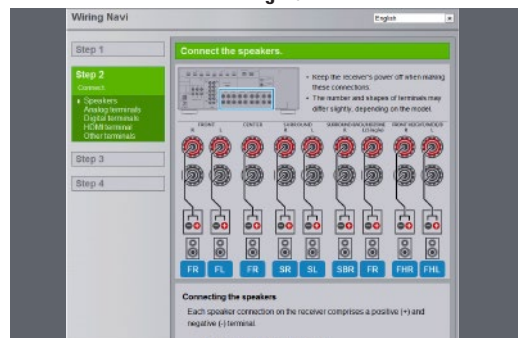 Wiring Navi
English
Step 1
Step 2
Connect
Speakers
Analog terminals
Digital terminals
HDMI terminal
Other terminals
Step 3
Step 4
Connect the speakers.
• Keep the receiver's power off when making
these connections.
• The number and shapes of terminals may
differ slightly, depending on the model.
FRONT
CENTER
SURROUND
R L R L R L R L
FR FL FR SR SL SBR FR FHR FHL
Connecting the speakers
Each speaker connection on the receiver comprises a positive (+) and
negative (-) terminal.